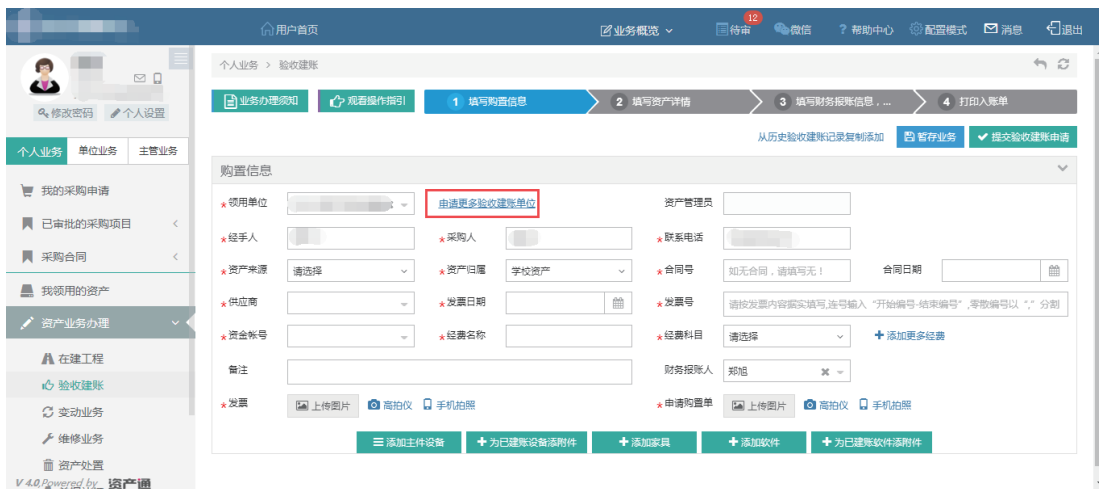 用户首页 业务概览 待审 12 微信 ? 帮助中心 配置模式 消息 退出
修改密码 个人设置
个人业务 单位业务 主管业务
我的采购申请
已审批的采购项目
采购合同
我领用的资产
资产业务办理
在建工程
验收建账
变动业务
维修业务
资产处置
V 4.0,Powered by 资产通
个人业务 > 验收建账
业务办理须知 观看操作指引 1 填写购置信息 2 填写资产详情 3 填写财务报账信息，... 4 打印入账单
从历史验收建账记录复制添加 暂存业务 提交验收建账申请
购置信息
*领用单位 申请更多验收建账单位 资产管理员
*经手人 *采购人 *联系电话
*资产来源 请选择 *资产归属 学校资产 *合同号 如无合同，请填写无！ 合同日期
*供应商 *发票日期 *发票号 请按发票内容据实填写,连号输入“开始编号-结束编号”,零散编号以“,”分割
*资金帐号 *经费名称 *经费科目 请选择 + 添加更多经费
备注 财务报账人 郑旭
*发票 上传图片 高拍仪 手机拍照 *申请购置单 上传图片 高拍仪 手机拍照
添加主件设备 + 为已建账设备添附件 + 添加家具 + 添加软件 + 为已建账软件添附件